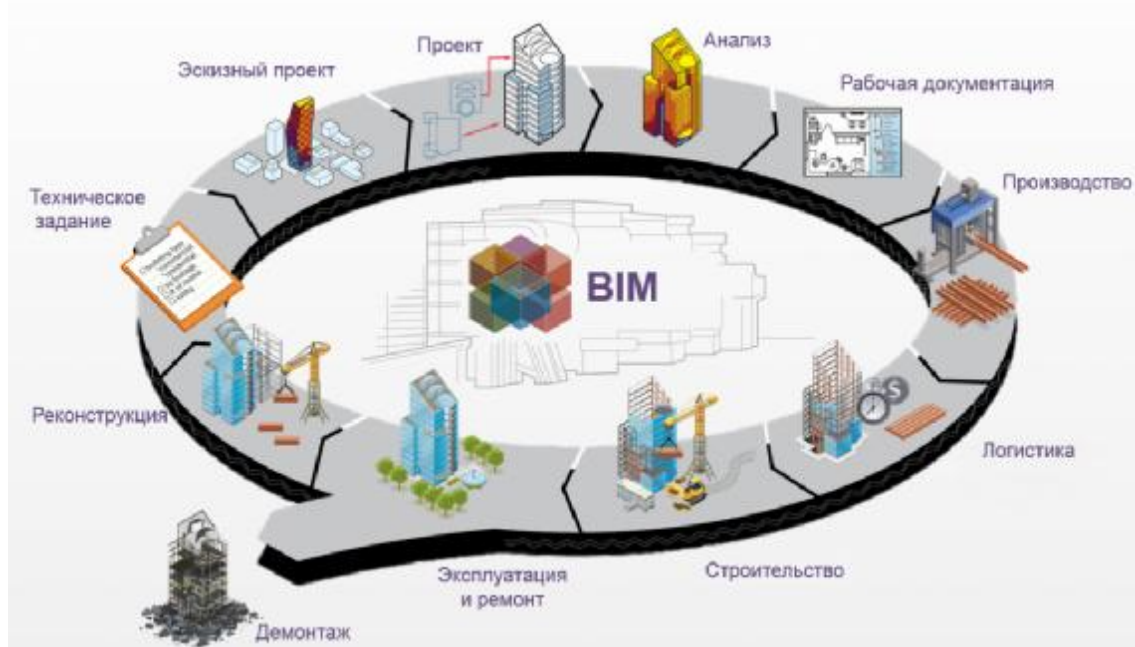 Проект
Анализ
Эскизный проект
Рабочая документация
Техническое
задание
Производство
BIM
Реконструкция
Логистика
Эксплуатация
и ремонт
Строительство
Демонтаж